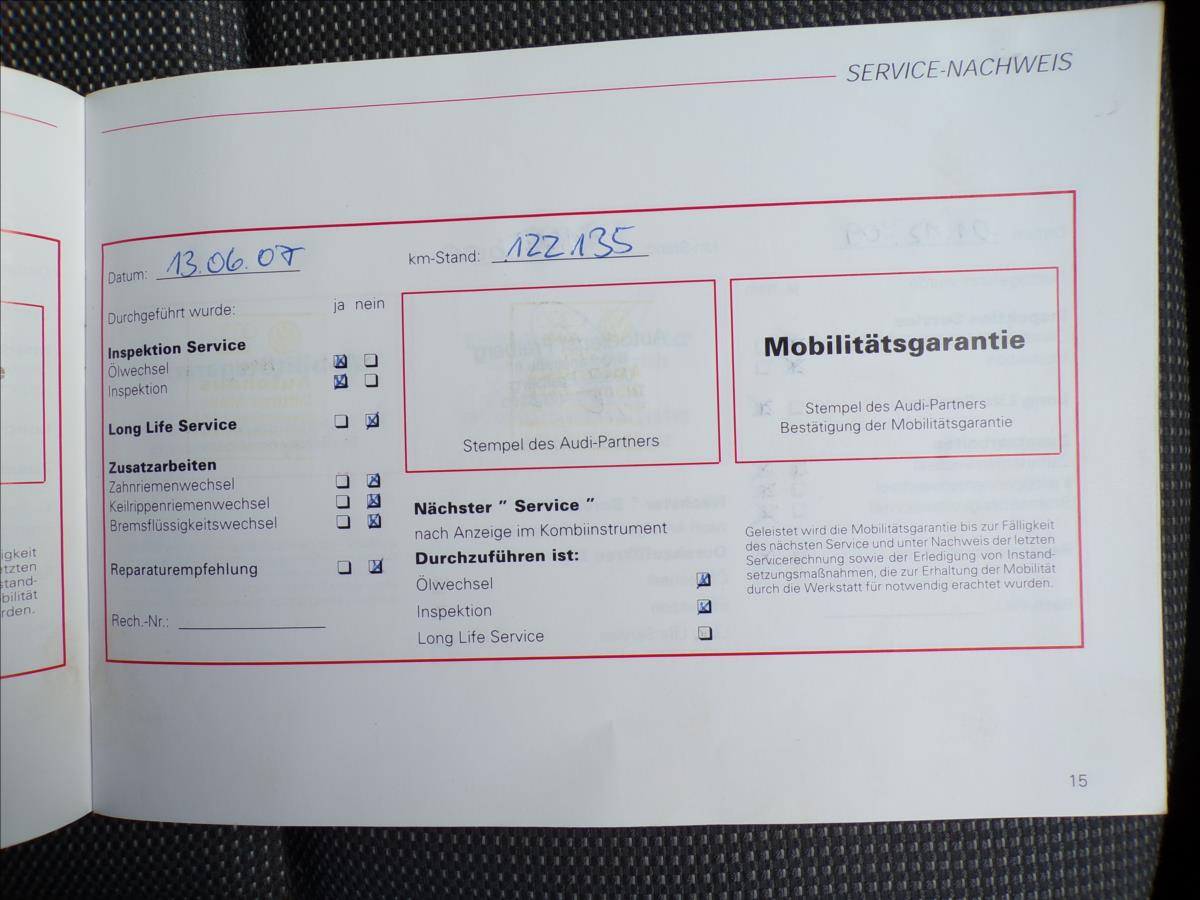 SERVICE-NACHWEIS
Datum: 13.06.07
km-Stand: 122.135
Durchgeführt wurde: ja nein
Inspektion Service
Ölwechsel
Inspektion
Long Life Service
Zusatzarbeiten
Zahnriemenwechsel
Keilrippenriemenwechsel
Bremsflüssigkeitswechsel
Reparaturempfehlung
Rech.-Nr.:
Stempel des Audi-Partners
Nächster " Service "
nach Anzeige im Kombiinstrument
Durchzuführen ist:
Ölwechsel
Inspektion
Long Life Service
Mobilitätsgarantie
Stempel des Audi-Partners
Bestätigung der Mobilitätsgarantie
Geleistet wird die Mobilitätsgarantie bis zur Fälligkeit
des nächsten Service und unter Nachweis der letzten
Servicerechnung sowie der Erledigung von Instand-
setzungsmaßnahmen, die zur Erhaltung der Mobilität
durch die Werkstatt für notwendig erachtet wurden.
15